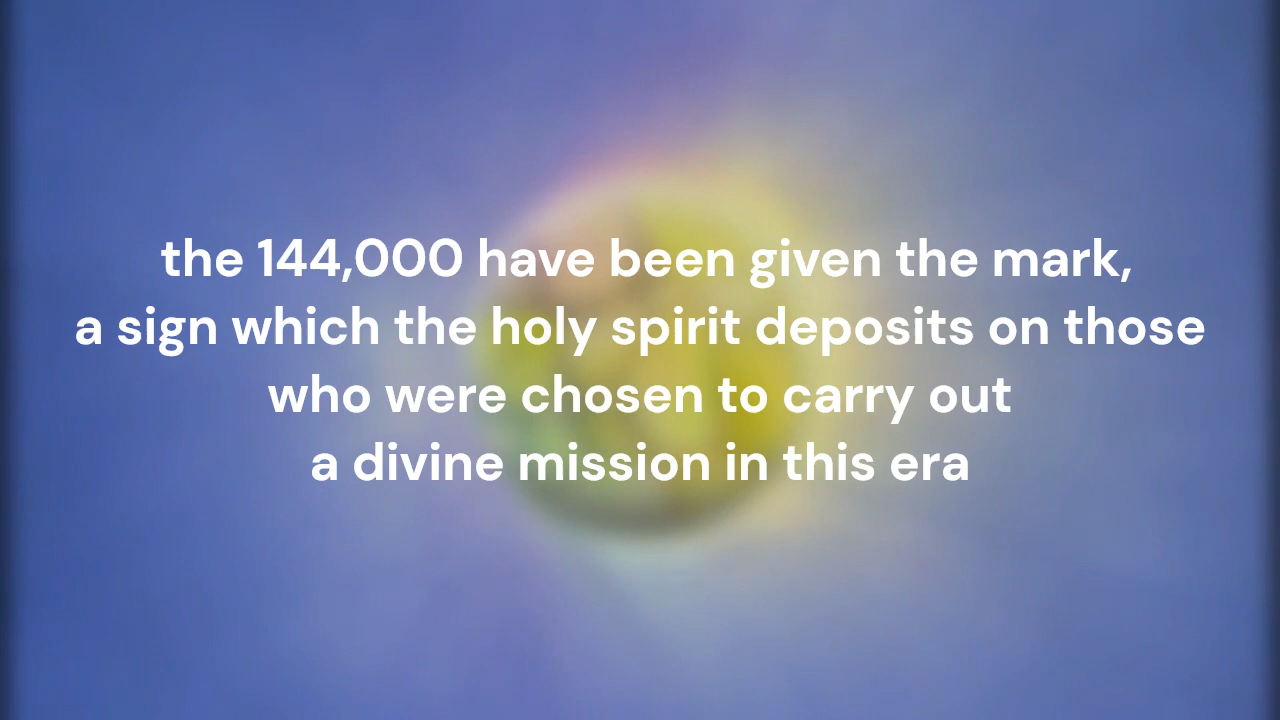 the 144,000 have been given the mark,
a sign which the holy spirit deposits on those
who were chosen to carry out
a divine mission in this era